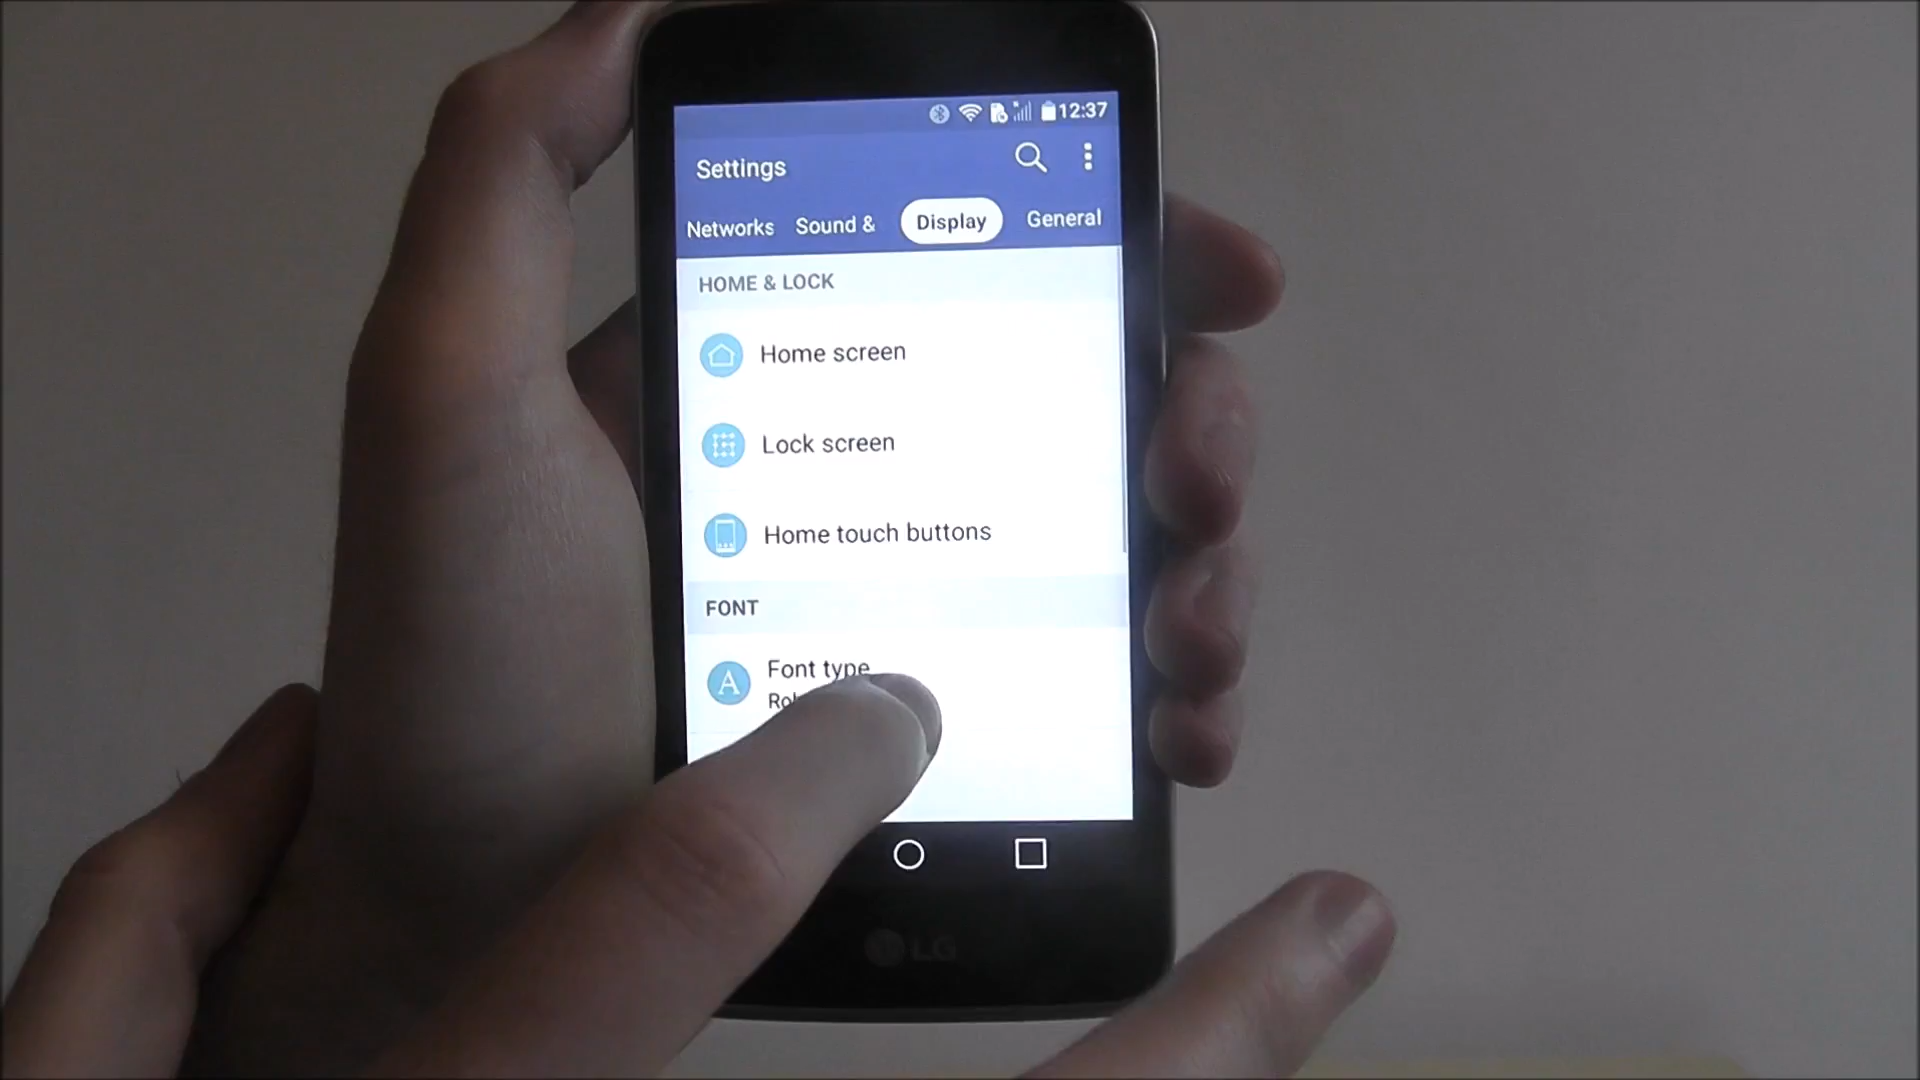 12:37
Settings
Networks Sound & Display General
HOME & LOCK
Home screen
Lock screen
Home touch buttons
FONT
A Font type
LG